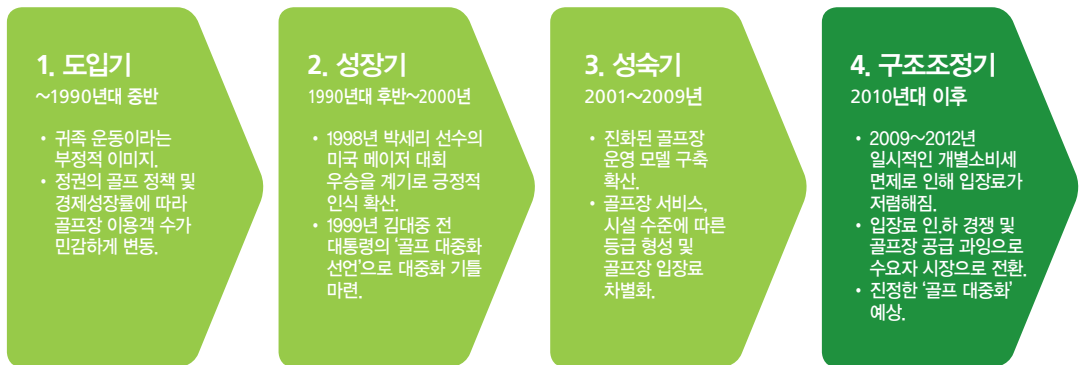 1. 도입기
~1990년대 중반
• 귀족 운동이라는
부정적 이미지.
• 정권의 골프 정책 및
경제성장률에 따라
골프장 이용객 수가
민감하게 변동.
2. 성장기
1990년대 후반~2000년
• 1998년 박세리 선수의
미국 메이저 대회
우승을 계기로 긍정적
인식 확산.
• 1999년 김대중 전
대통령의 '골프 대중화
선언'으로 대중화 기틀
마련.
3. 성숙기
2001~2009년
• 진화된 골프장
운영 모델 구축
확산.
• 골프장 서비스,
시설 수준에 따른
등급 형성 및
골프장 입장료
차별화.
4. 구조조정기
2010년대 이후
• 2009~2012년
일시적인 개별소비세
면제로 인해 입장료가
저렴해짐.
• 입장료 인.하 경쟁 및
골프장 공급 과잉으로
수요자 시장으로 전환.
• 진정한 '골프 대중화'
예상.